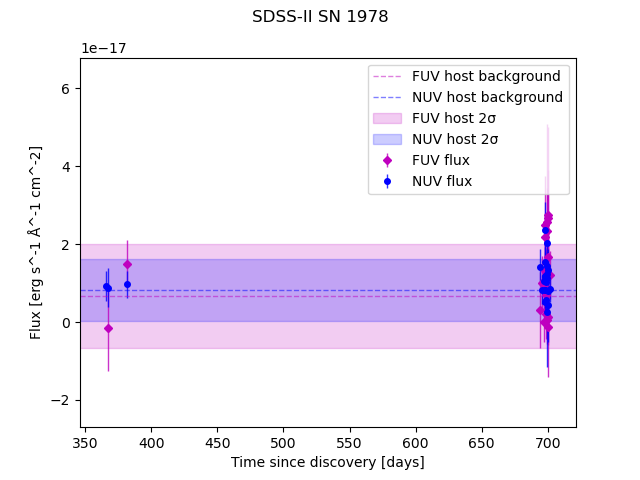 SDSS-II SN 1978
1e−17
FUV host background
NUV host background
FUV host 2σ
NUV host 2σ
FUV flux
NUV flux
6
4
2
0
−2
Flux [erg s^-1 Å^-1 cm^-2]
350 400 450 500 550 600 650 700
Time since discovery [days]